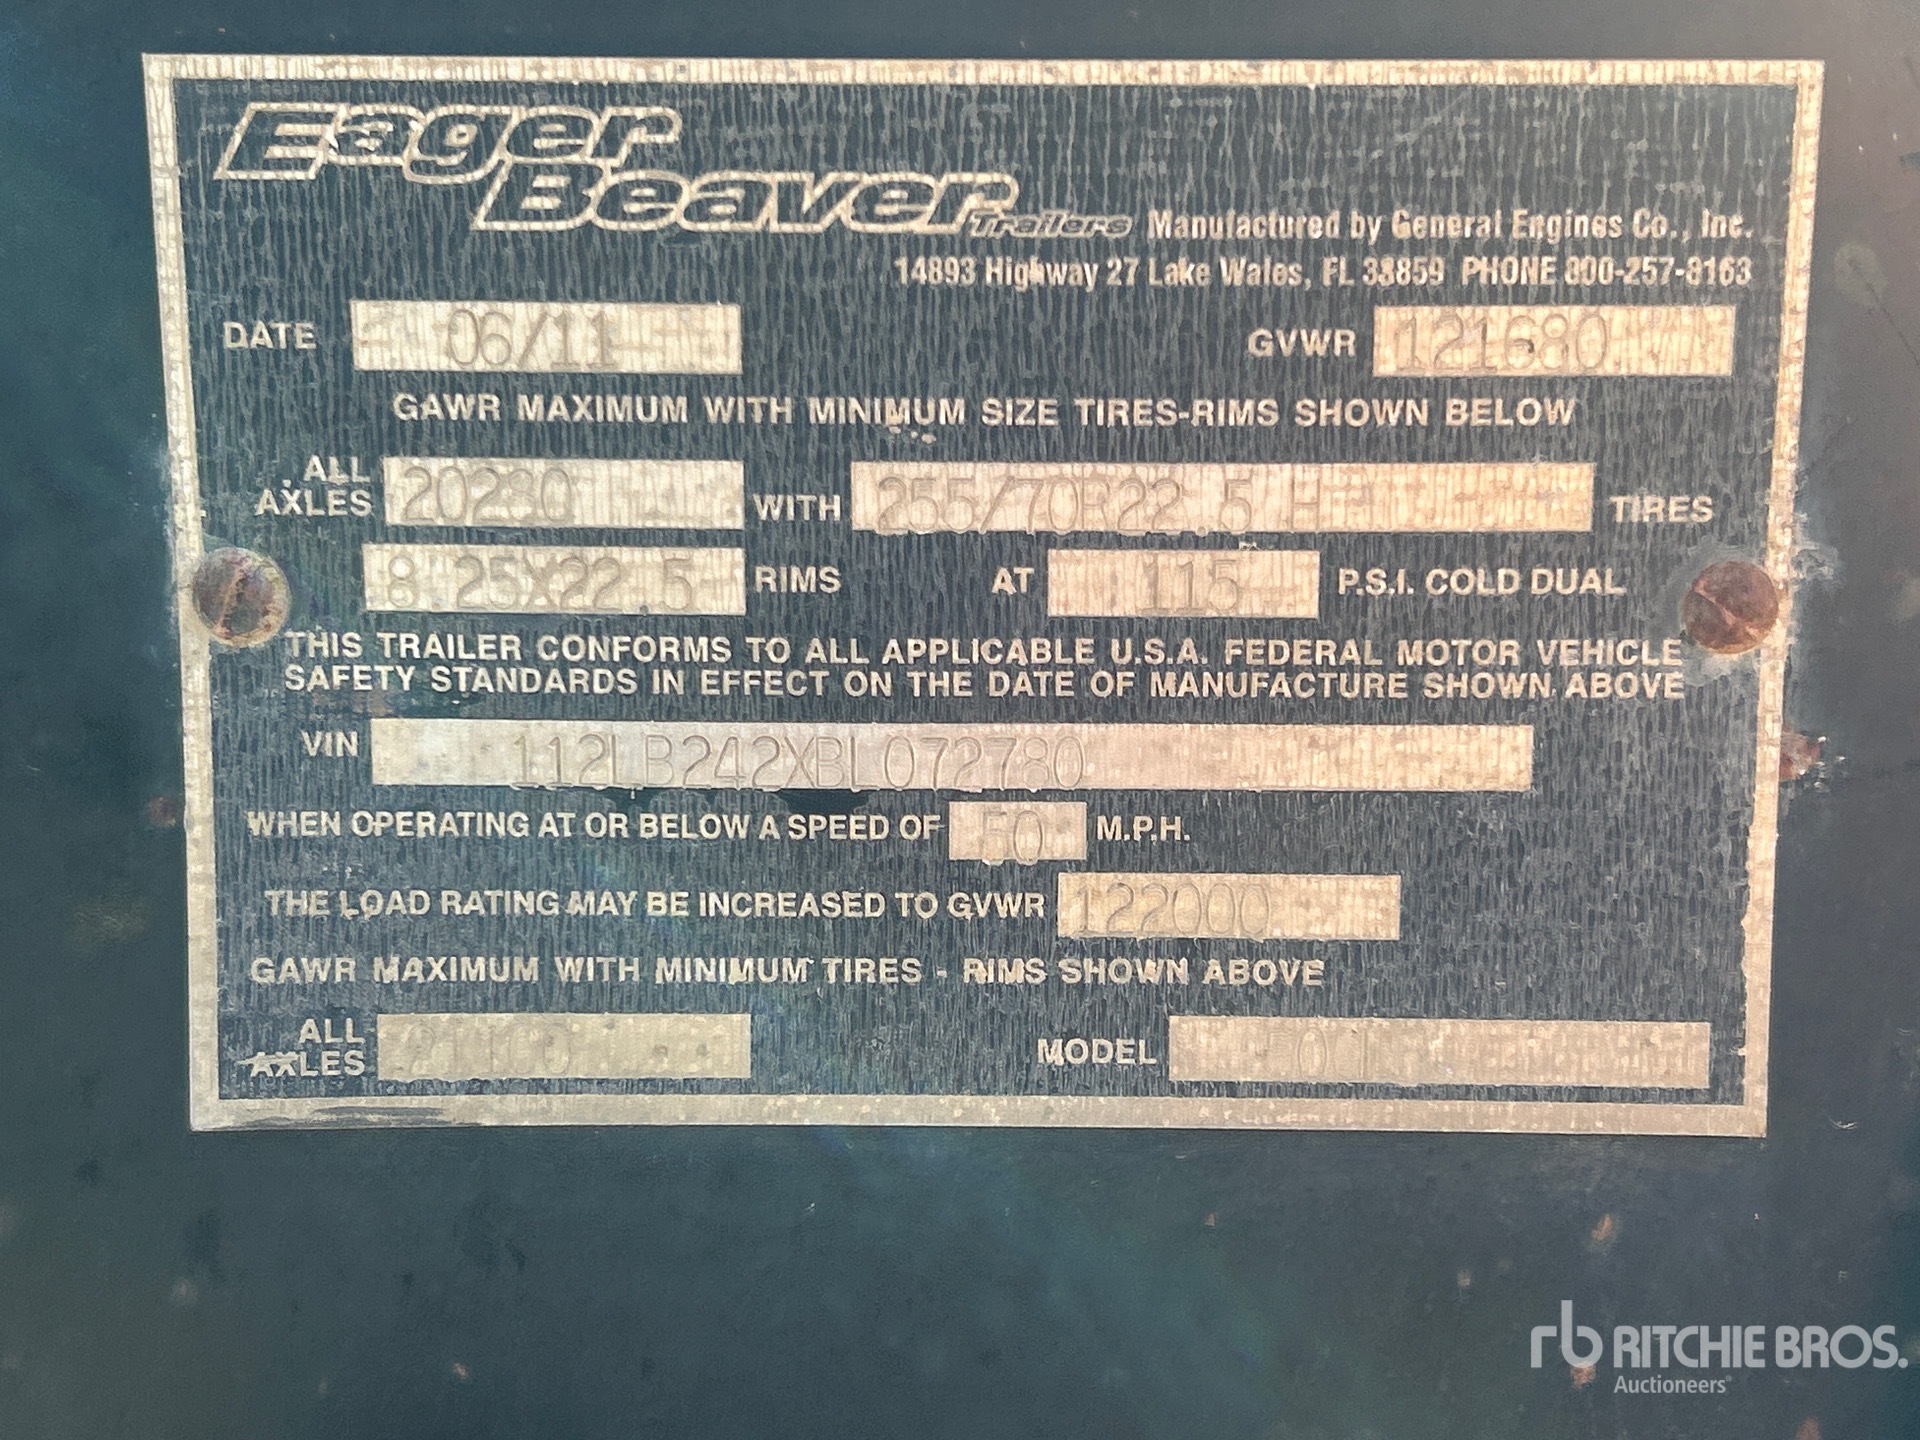 Eager
Beaver Trailers Manufactured by General Engines Co., Inc.
14893 Highway 27 Lake Wales, FL 38859 PHONE 800-257-8163
DATE 06/11 GVWR 121680
GAWR MAXIMUM WITH MINIMUM SIZE TIRES-RIMS SHOWN BELOW
ALL AXLES 20280 WITH 255/70R22.5 H TIRES
8.25X22.5 RIMS AT 115 P.S.I. COLD DUAL
THIS TRAILER CONFORMS TO ALL APPLICABLE U.S.A. FEDERAL MOTOR VEHICLE
SAFETY STANDARDS IN EFFECT ON THE DATE OF MANUFACTURE SHOWN ABOVE
VIN 112LB242XBL072780
WHEN OPERATING AT OR BELOW A SPEED OF 50 M.P.H.
THE LOAD RATING MAY BE INCREASED TO GVWR 122000
GAWR MAXIMUM WITH MINIMUM TIRES - RIMS SHOWN ABOVE
ALL AXLES MODEL
rb RITCHIE BROS.
Auctioneers